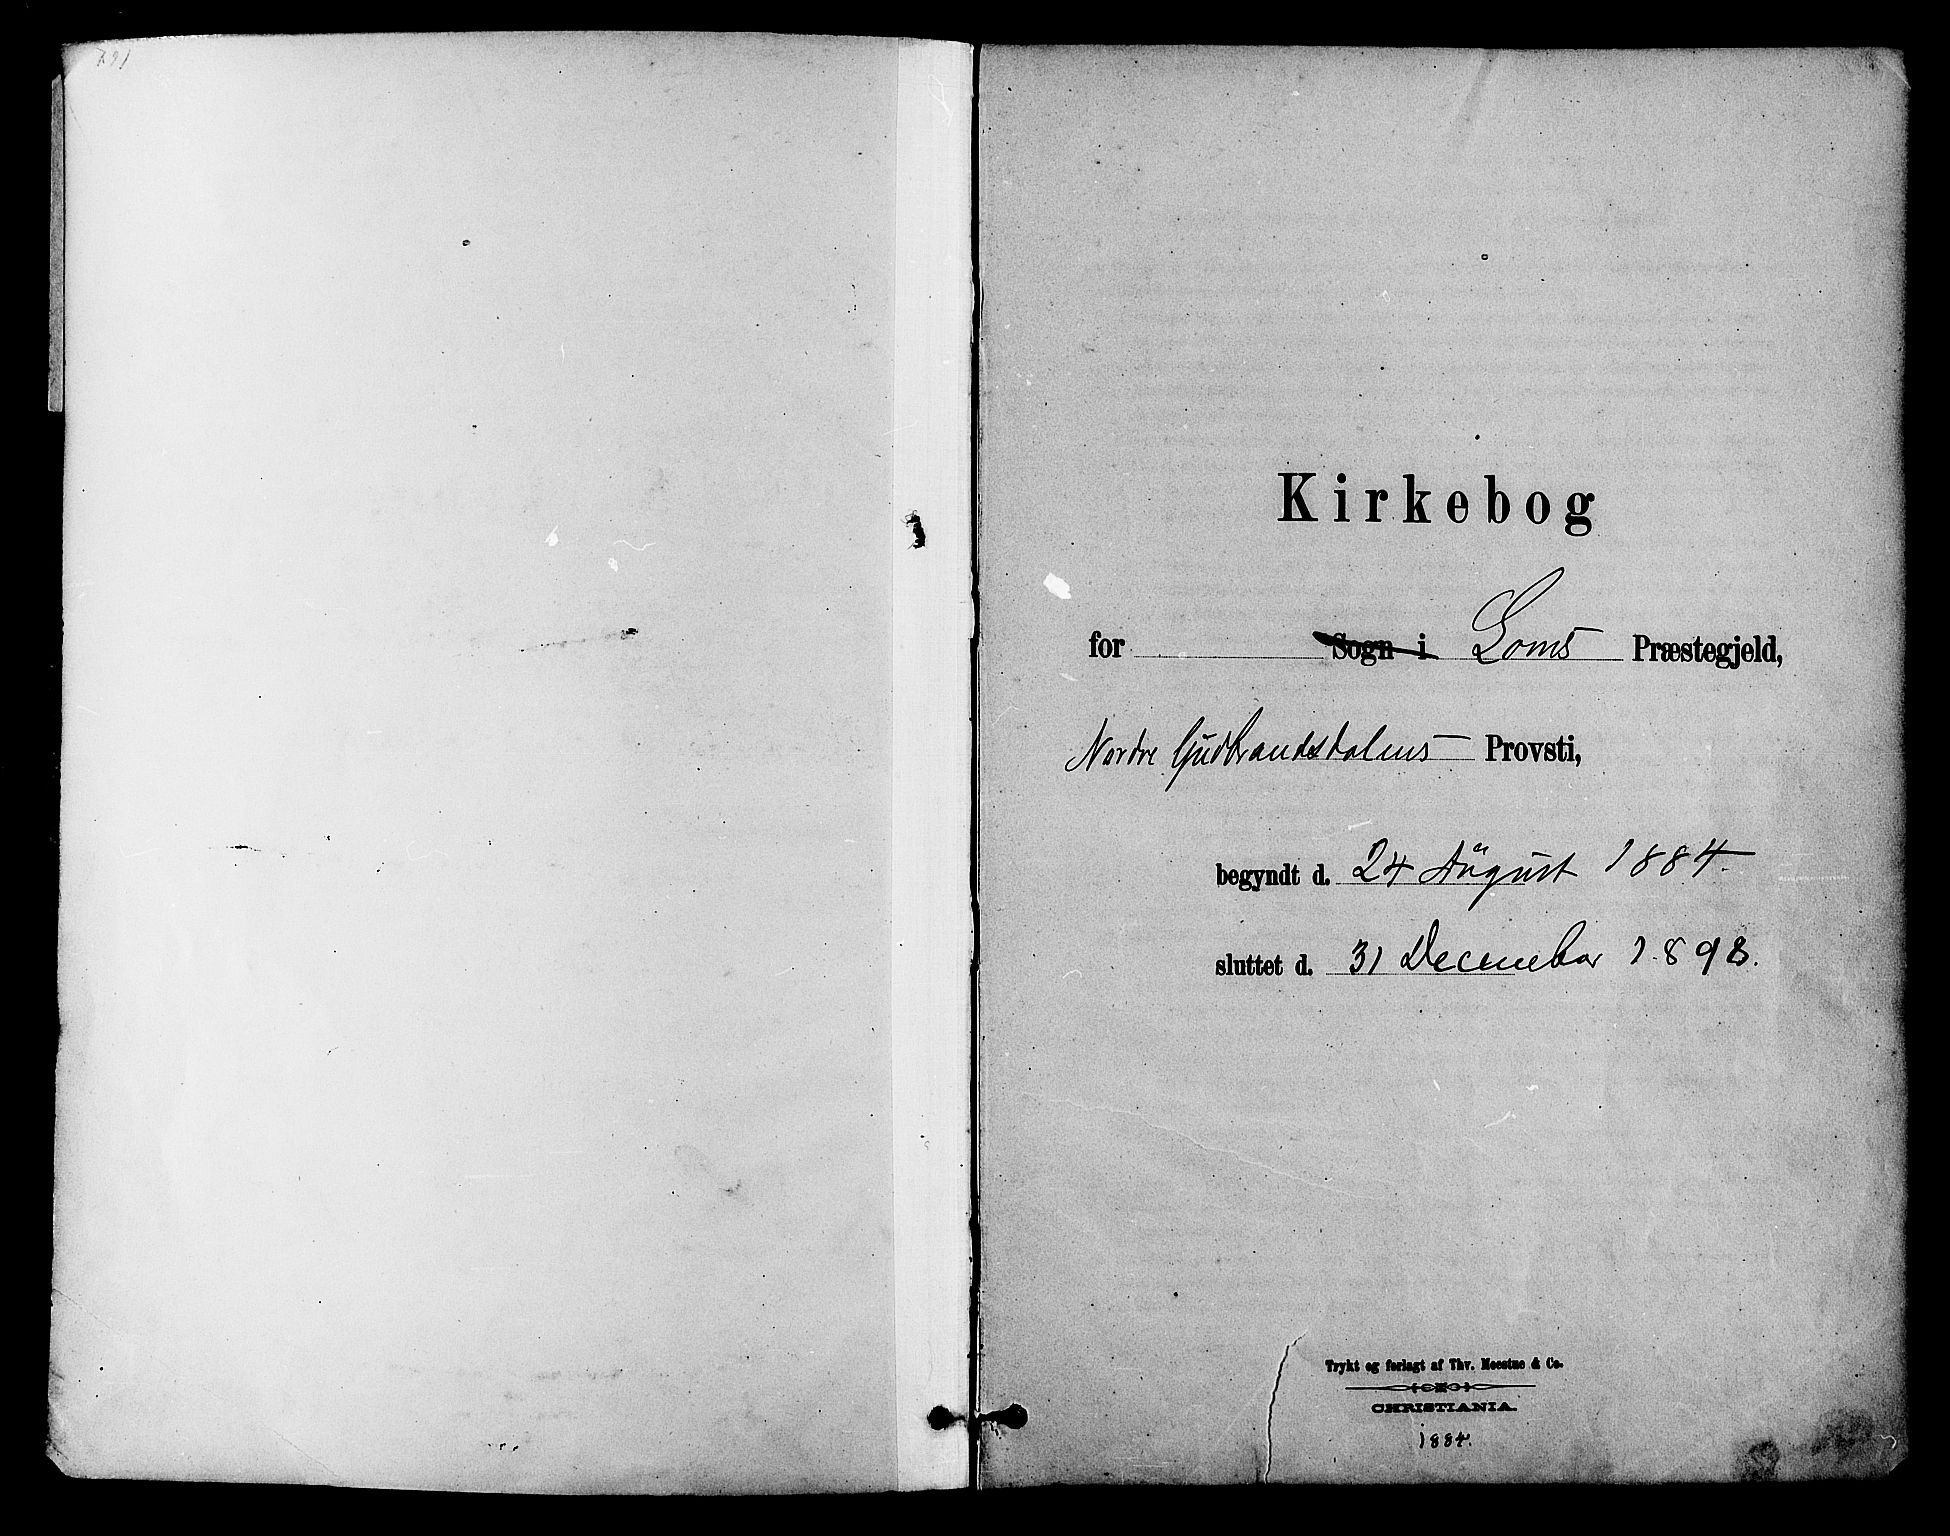 Kirkebog
for Sogn i Loms Præstegjeld,
Nordre Gudbrandsdalens Provsti,
begyndt d. 24 August 1884.
sluttet d. 31 December 1898.
Trykt og forlagt af Thv. Moestue & Co.
CHRISTIANIA.
1884.